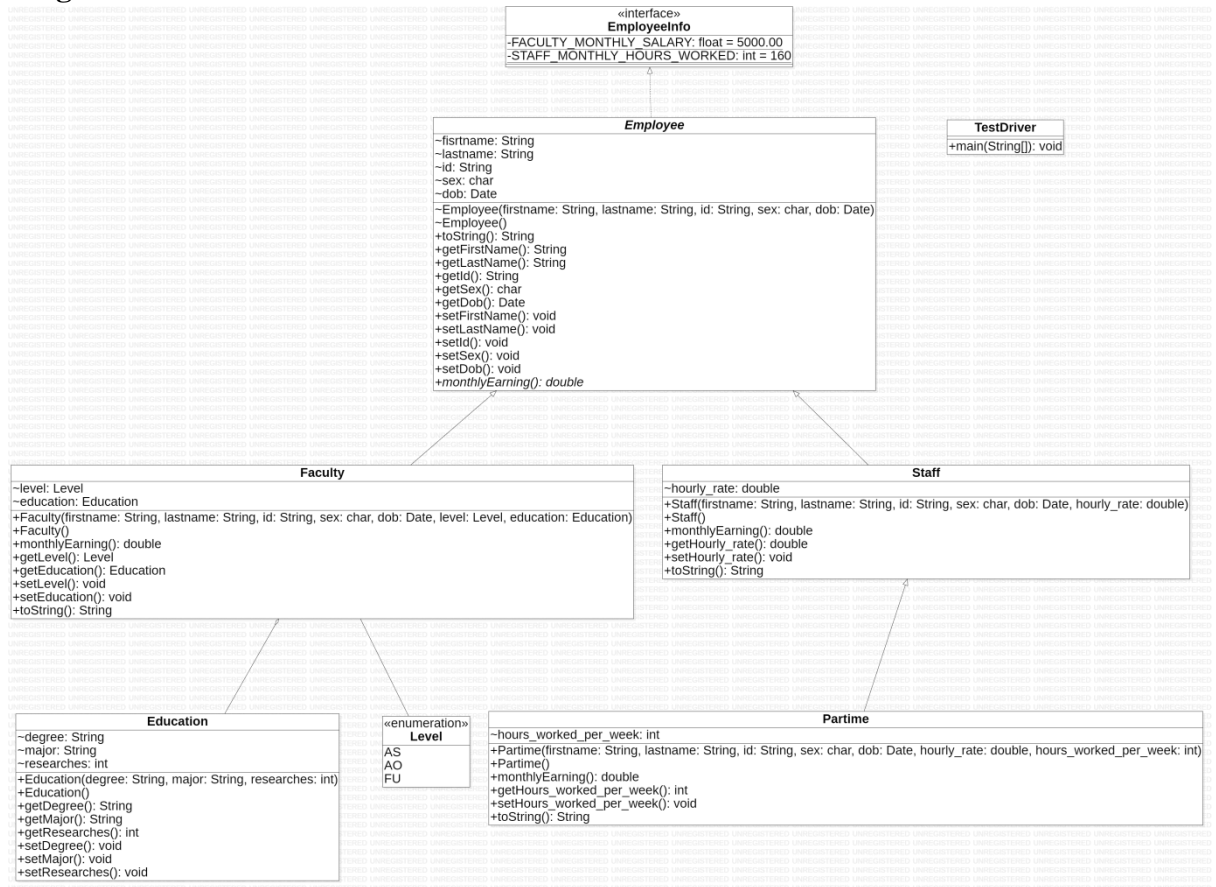 «interface»
EmployeeInfo
-FACULTY_MONTHLY_SALARY: float = 5000.00
-STAFF_MONTHLY_HOURS_WORKED: int = 160
Employee
~fisrtname: String
~lastname: String
~id: String
~sex: char
~dob: Date
~Employee(firstname: String, lastname: String, id: String, sex: char, dob: Date)
~Employee()
+toString(): String
+getFirstName(): String
+getLastName(): String
+getId(): String
+getSex(): char
+getDob(): Date
+setFirstName(): void
+setLastName(): void
+setId(): void
+setSex(): void
+setDob(): void
+monthlyEarning(): double
TestDriver
+main(String[]): void
Faculty
~level: Level
~education: Education
+Faculty(firstname: String, lastname: String, id: String, sex: char, dob: Date, level: Level, education: Education)
+Faculty()
+monthlyEarning(): double
+getLevel(): Level
+getEducation(): Education
+setLevel(): void
+setEducation(): void
+toString(): String
Staff
~hourly_rate: double
+Staff(firstname: String, lastname: String, id: String, sex: char, dob: Date, hourly_rate: double)
+Staff()
+monthlyEarning(): double
+getHourly_rate(): double
+setHourly_rate(): void
+toString(): String
Education
~degree: String
~major: String
~researches: int
+Education(degree: String, major: String, researches: int)
+Education()
+getDegree(): String
+getMajor(): String
+getResearches(): int
+setDegree(): void
+setMajor(): void
+setResearches(): void
«enumeration»
Level
AS
AO
FU
Partime
~hours_worked_per_week: int
+Partime(firstname: String, lastname: String, id: String, sex: char, dob: Date, hourly_rate: double, hours_worked_per_week: int)
+Partime()
+monthlyEarning(): double
+getHours_worked_per_week(): int
+setHours_worked_per_week(): void
+toString(): String